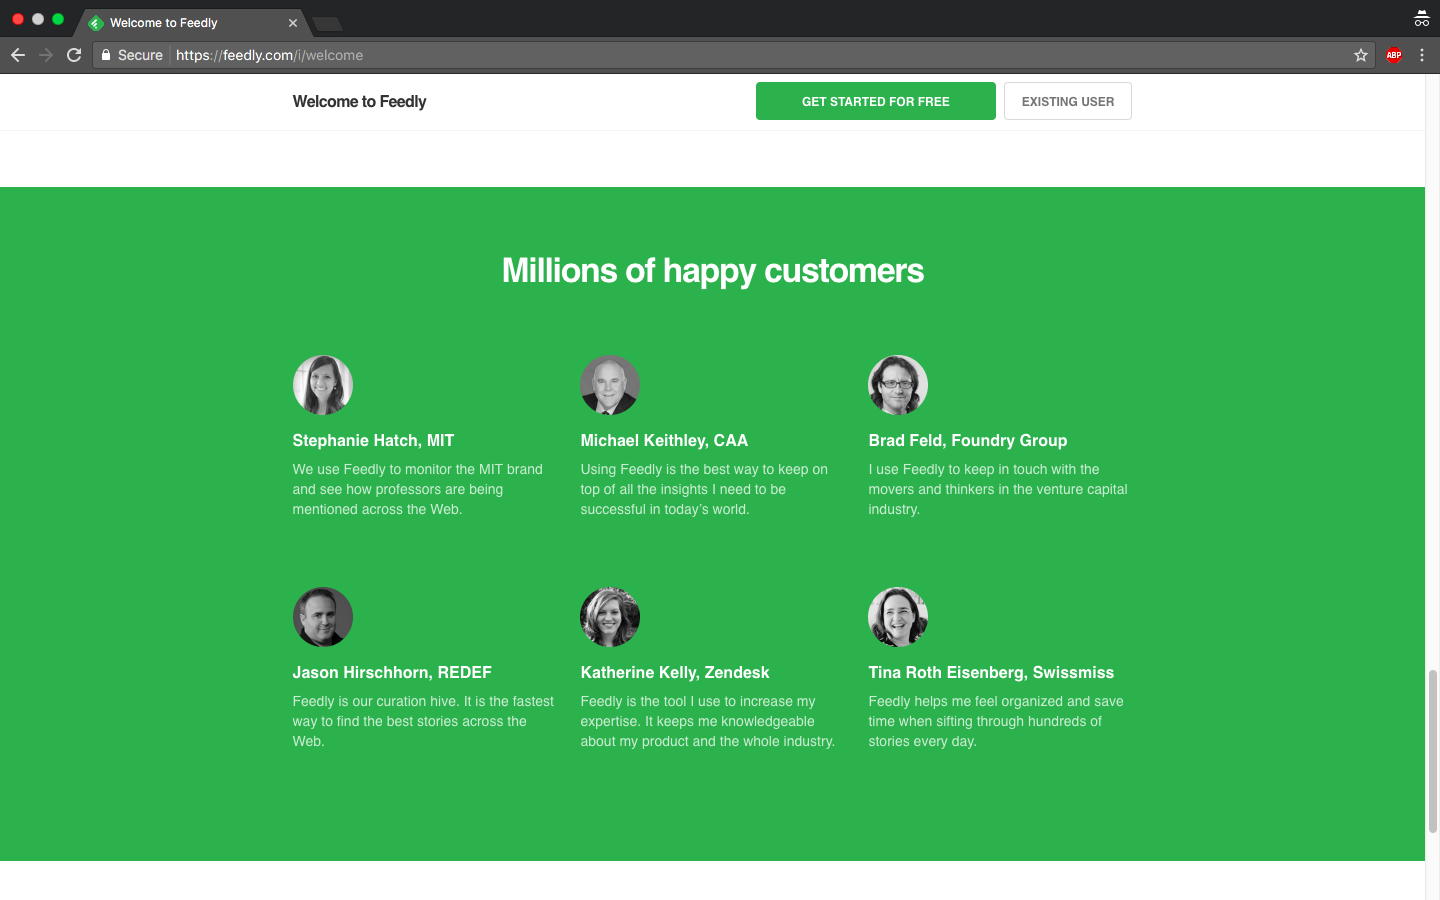 Welcome to Feedly
Secure https://feedly.com/i/welcome
ABP
Welcome to Feedly
GET STARTED FOR FREE
EXISTING USER
Millions of happy customers
Stephanie Hatch, MIT
We use Feedly to monitor the MIT brand
and see how professors are being
mentioned across the Web.
Michael Keithley, CAA
Using Feedly is the best way to keep on
top of all the insights I need to be
successful in today’s world.
Brad Feld, Foundry Group
I use Feedly to keep in touch with the
movers and thinkers in the venture capital
industry.
Jason Hirschhorn, REDEF
Feedly is our curation hive. It is the fastest
way to find the best stories across the
Web.
Katherine Kelly, Zendesk
Feedly is the tool I use to increase my
expertise. It keeps me knowledgeable
about my product and the whole industry.
Tina Roth Eisenberg, Swissmiss
Feedly helps me feel organized and save
time when sifting through hundreds of
stories every day.